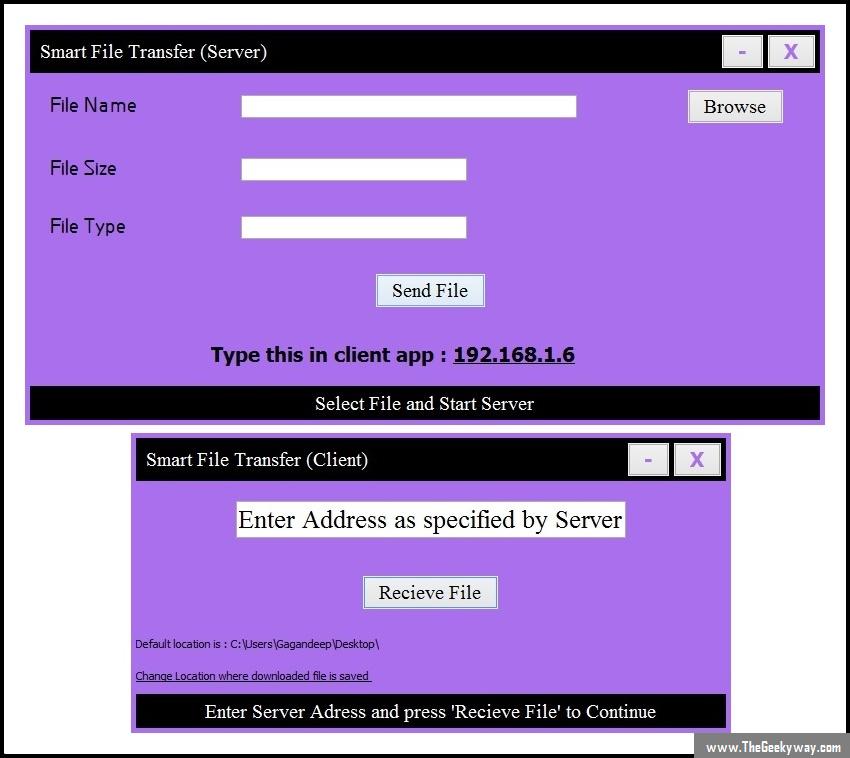 Smart File Transfer (Server)
-
X
File Name
Browse
File Size
File Type
Send File
Type this in client app : 192.168.1.6
Select File and Start Server
Smart File Transfer (Client)
-
X
Enter Address as specified by Server
Recieve File
Default location is : C:\Users\Gagandeep\Desktop\
Change Location where downloaded file is saved
Enter Server Adress and press 'Recieve File' to Continue
www.TheGeekyway.com